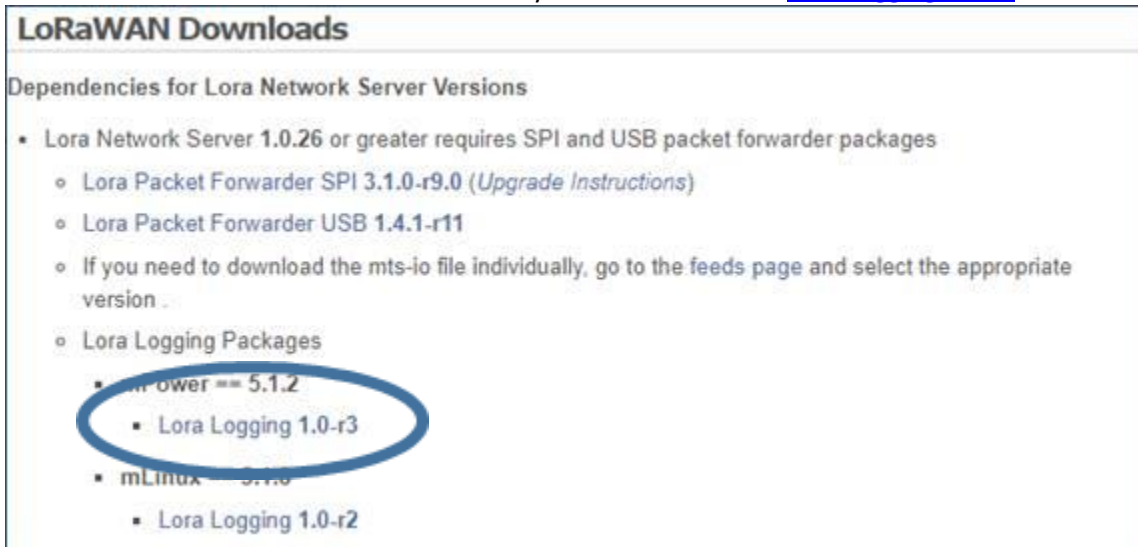 LoRaWAN Downloads
Dependencies for Lora Network Server Versions
Lora Network Server 1.0.26 or greater requires SPI and USB packet forwarder packages
Lora Packet Forwarder SPI 3.1.0-r9.0 (Upgrade Instructions)
Lora Packet Forwarder USB 1.4.1-r11
If you need to download the mts-io file individually, go to the feeds page and select the appropriate
version .
Lora Logging Packages
== 5.1.2
Lora Logging 1.0-r3
mLinux
Lora Logging 1.0-r2